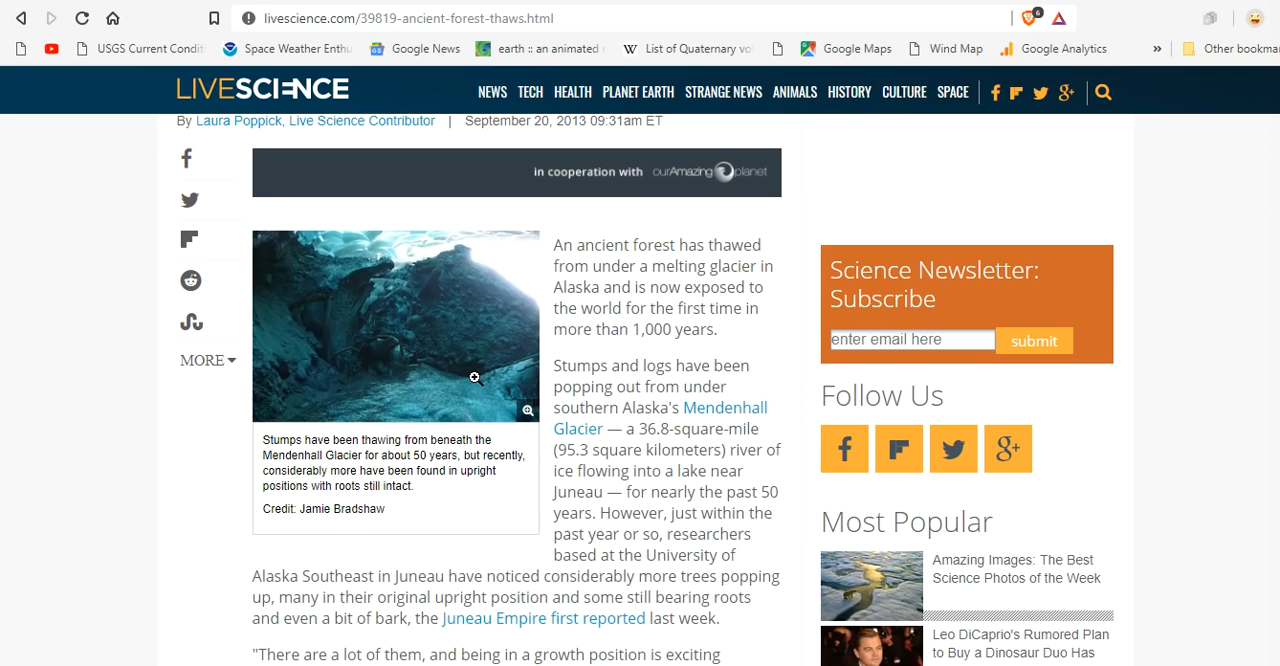 livescience.com/39819-ancient-forest-thaws.html
6
USGS Current Condit
Space Weather Enthu
Google News
earth :: an animated
List of Quaternary vo
Google Maps
Wind Map
Google Analytics
»
Other bookma
LIVESCIENCE
NEWS TECH HEALTH PLANET EARTH STRANGE NEWS ANIMALS HISTORY CULTURE SPACE
By Laura Poppick, Live Science Contributor | September 20, 2013 09:31am ET
in cooperation with ourAmazing planet
MORE
Stumps have been thawing from beneath the
Mendenhall Glacier for about 50 years, but recently,
considerably more have been found in upright
positions with roots still intact.
Credit: Jamie Bradshaw
An ancient forest has thawed
from under a melting glacier in
Alaska and is now exposed to
the world for the first time in
more than 1,000 years.
Stumps and logs have been
popping out from under
southern Alaska's Mendenhall
Glacier — a 36.8-square-mile
(95.3 square kilometers) river of
ice flowing into a lake near
Juneau — for nearly the past 50
years. However, just within the
past year or so, researchers
based at the University of
Alaska Southeast in Juneau have noticed considerably more trees popping
up, many in their original upright position and some still bearing roots
and even a bit of bark, the Juneau Empire first reported last week.
"There are a lot of them, and being in a growth position is exciting
Science Newsletter:
Subscribe
enter email here
submit
Follow Us
Most Popular
Amazing Images: The Best
Science Photos of the Week
Leo DiCaprio's Rumored Plan
to Buy a Dinosaur Duo Has